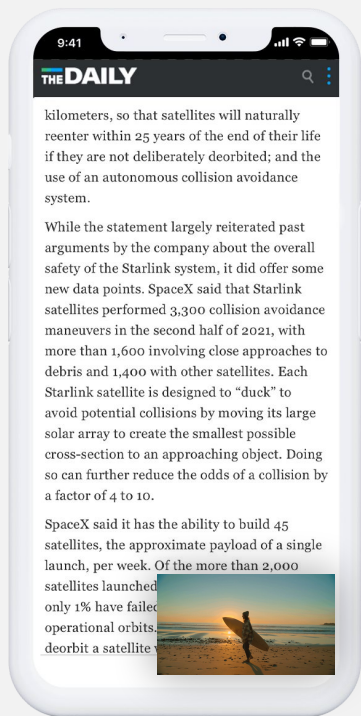 9:41
THE DAILY
kilometers, so that satellites will naturally
reenter within 25 years of the end of their life
if they are not deliberately deorbited; and the
use of an autonomous collision avoidance
system.
While the statement largely reiterated past
arguments by the company about the overall
safety of the Starlink system, it did offer some
new data points. SpaceX said that Starlink
satellites performed 3,300 collision avoidance
maneuvers in the second half of 2021, with
more than 1,600 involving close approaches to
debris and 1,400 with other satellites. Each
Starlink satellite is designed to “duck” to
avoid potential collisions by moving its large
solar array to create the smallest possible
cross-section to an approaching object. Doing
so can further reduce the odds of a collision by
a factor of 4 to 10.
SpaceX said it has the ability to build 45
satellites, the approximate payload of a single
launch, per week. Of the more than 2,000
satellites launched
only 1% have failed
operational orbits.
deorbit a satellite